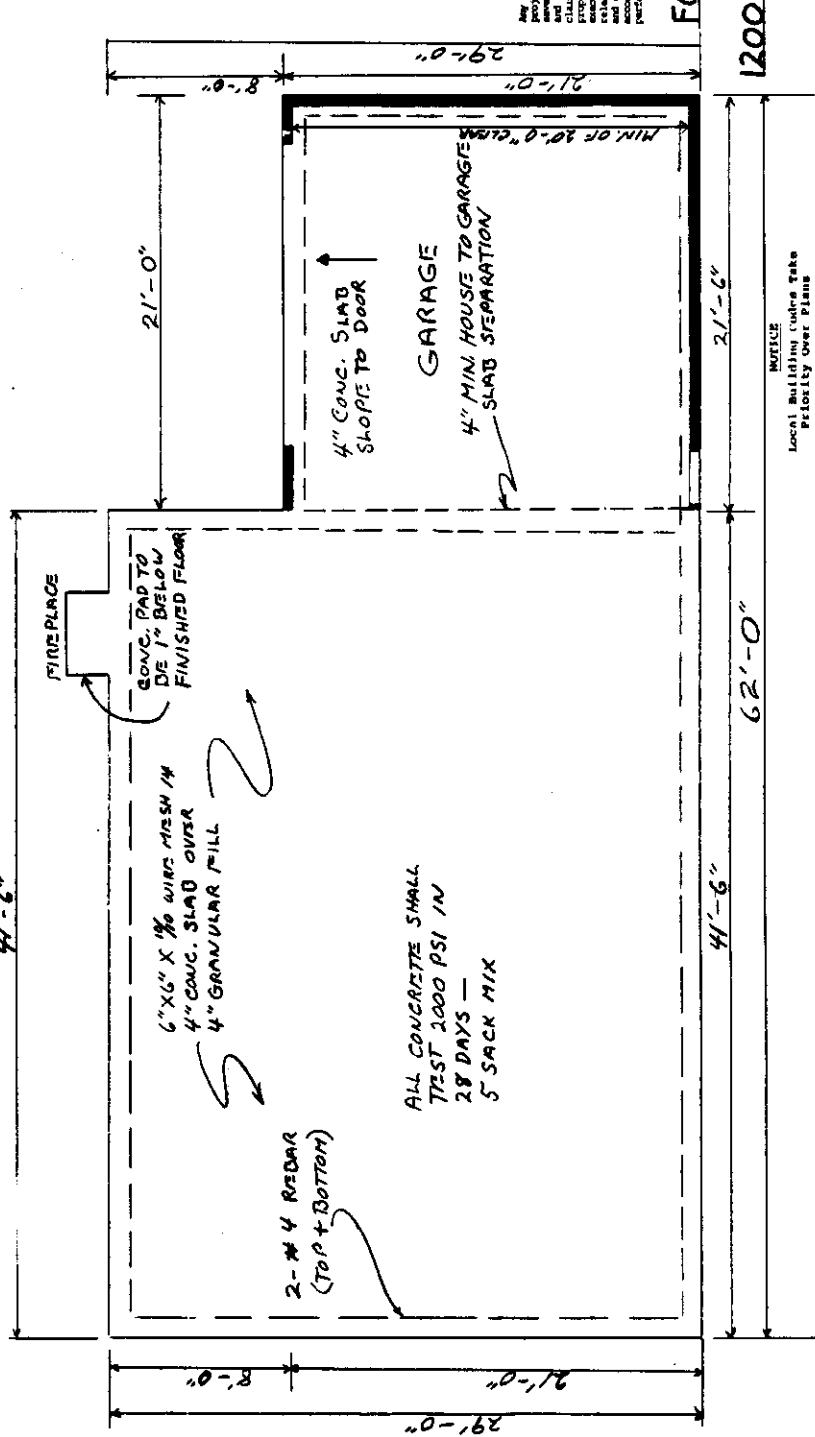 41'-6"
FIREPLACE
21'-0"
8'-0"
21'-0"
29'-0"
CONC. PAD TO
BE 1" BELOW
FINISHED FLOOR
6"X6" X 10/10 WIRE MESH IN
4" CONC. SLAB OVER
4" GRANULAR FILL
4" CONC. SLAB
SLOPE TO DOOR
GARAGE
4" MIN. HOUSE TO GARAGE
SLAB SEPARATION
MIN. OF 20'-0" CLEAR
2-#4 REBAR
(TOP + BOTTOM)
ALL CONCRETE SHALL
TEST 2000 PSI IN
28 DAYS —
5 SACK MIX
8'-0"
21'-0"
29'-0"
41'-6"
21'-6"
62'-0"
NOTICE
Local Building Codes Take
Priority Over Plans
1200